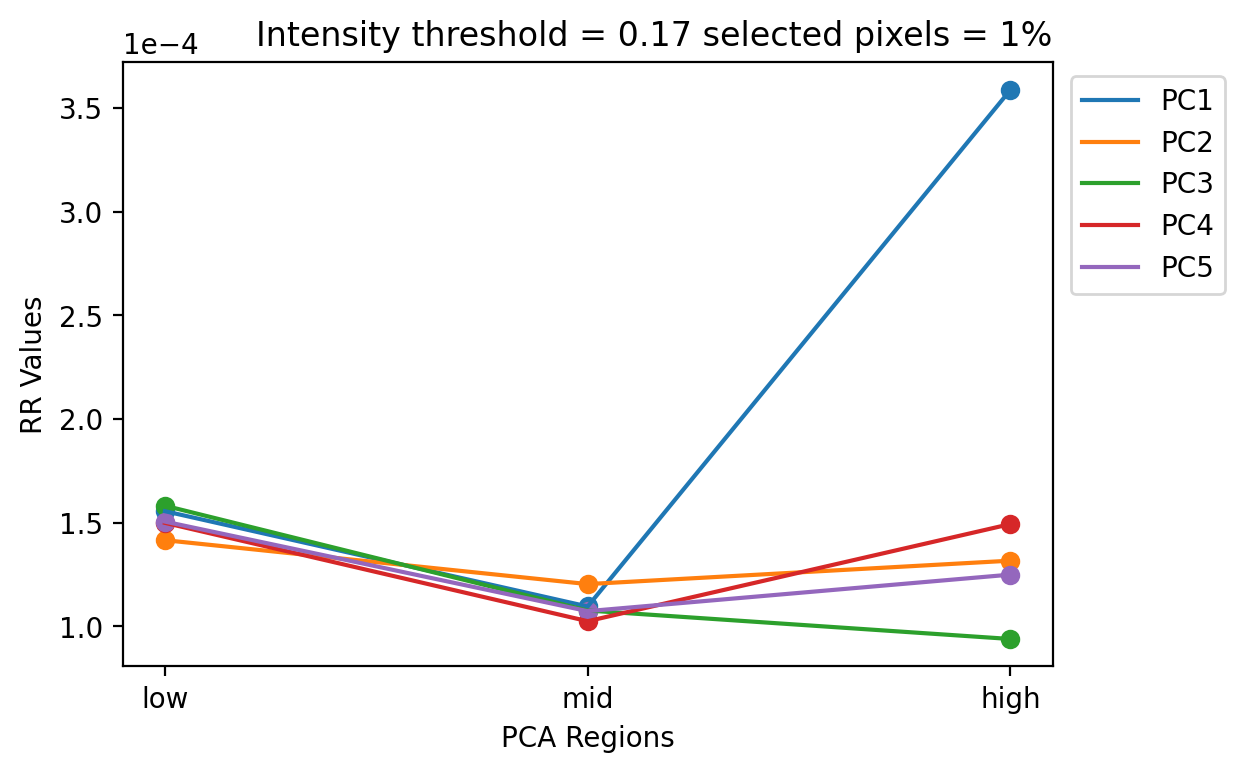 Intensity threshold = 0.17 selected pixels = 1%
1e−4
3.5
3.0
2.5
2.0
1.5
1.0
RR Values
low
mid
high
PCA Regions
PC1
PC2
PC3
PC4
PC5